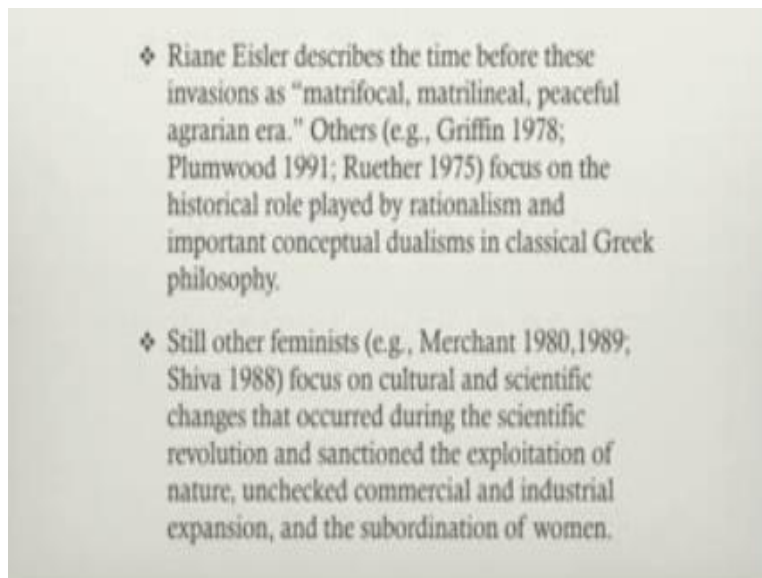 ❖ Riane Eisler describes the time before these
invasions as “matrifocal, matrilineal, peaceful
agrarian era.” Others (e.g., Griffin 1978;
Plumwood 1991; Ruether 1975) focus on the
historical role played by rationalism and
important conceptual dualisms in classical Greek
philosophy.
❖ Still other feminists (e.g., Merchant 1980,1989;
Shiva 1988) focus on cultural and scientific
changes that occurred during the scientific
revolution and sanctioned the exploitation of
nature, unchecked commercial and industrial
expansion, and the subordination of women.